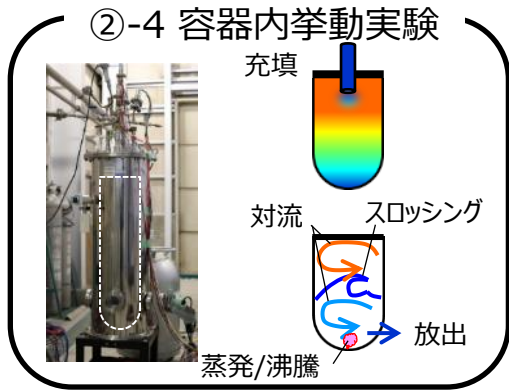 ②-4 容器内挙動実験
充填
対流
スロッシング
放出
蒸発/沸騰